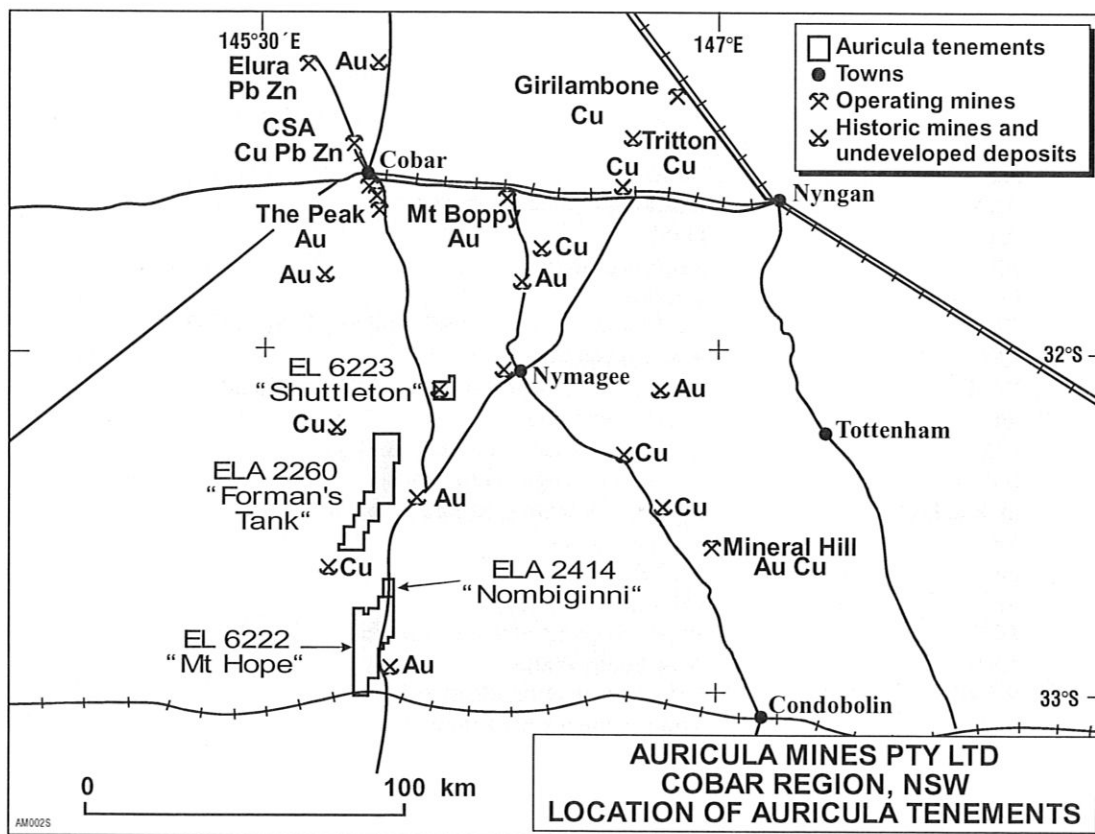 145°30´E
147°E
Elura
Pb Zn
Au
Girilambone
Cu
CSA
Cu Pb Zn
Cobar
Tritton
Cu
Cu
Auricula tenements
Towns
Operating mines
Historic mines and
undeveloped deposits
Nyngan
The Peak
Au
Mt Boppy
Au
Cu
Au
Au
32°S
EL 6223
“Shuttleton“
Nymagee
Au
Cu
Tottenham
ELA 2260
“Forman's
Tank“
Cu
Au
Cu
Mineral Hill
Au Cu
Cu
ELA 2414
“Nombiginni“
EL 6222
“Mt Hope“
Au
33°S
Condobolin
0
100 km
AURICULA MINES PTY LTD
COBAR REGION, NSW
LOCATION OF AURICULA TENEMENTS
AM002S